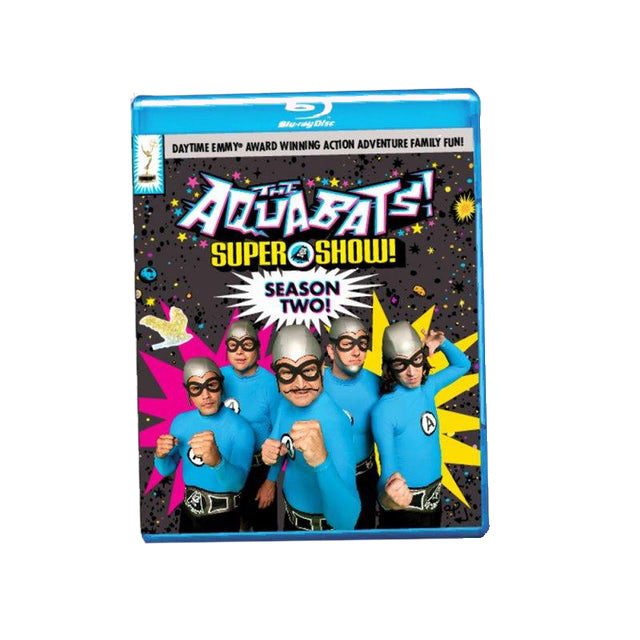 Blu-ray Disc
DAYTIME EMMY® AWARD WINNING ACTION ADVENTURE FAMILY FUN!
THE
AQUABATS!
SUPER SHOW!
SEASON
TWO!
A
A